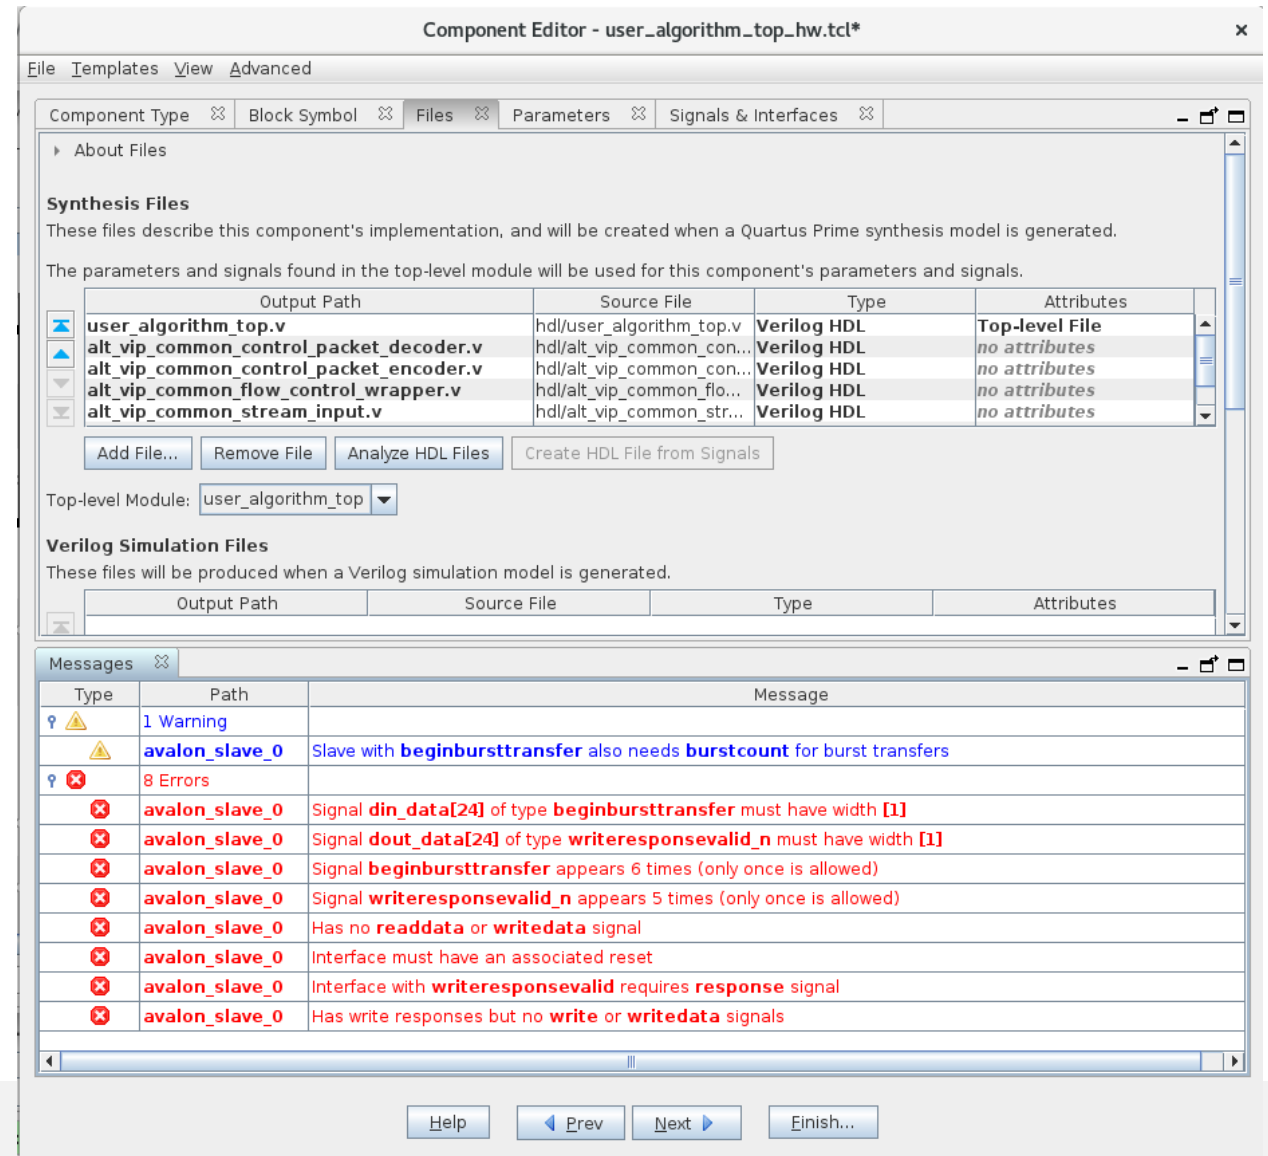 Component Editor - user_algorithm_top_hw.tcl*
File Templates View Advanced
Component Type Block Symbol Files Parameters Signals & Interfaces
About Files
Synthesis Files
These files describe this component's implementation, and will be created when a Quartus Prime synthesis model is generated.
The parameters and signals found in the top-level module will be used for this component's parameters and signals.
Output Path Source File Type Attributes
user_algorithm_top.v hdl/user_algorithm_top.v Verilog HDL Top-level File
alt_vip_common_control_packet_decoder.v hdl/alt_vip_common_con... Verilog HDL no attributes
alt_vip_common_control_packet_encoder.v hdl/alt_vip_common_con... Verilog HDL no attributes
alt_vip_common_flow_control_wrapper.v hdl/alt_vip_common_flo... Verilog HDL no attributes
alt_vip_common_stream_input.v hdl/alt_vip_common_str... Verilog HDL no attributes
Add File... Remove File Analyze HDL Files Create HDL File from Signals
Top-level Module: user_algorithm_top
Verilog Simulation Files
These files will be produced when a Verilog simulation model is generated.
Output Path Source File Type Attributes
Messages
Type Path Message
1 Warning
avalon_slave_0 Slave with beginbursttransfer also needs burstcount for burst transfers
8 Errors
avalon_slave_0 Signal din_data[24] of type beginbursttransfer must have width [1]
avalon_slave_0 Signal dout_data[24] of type writeresponsevalid_n must have width [1]
avalon_slave_0 Signal beginbursttransfer appears 6 times (only once is allowed)
avalon_slave_0 Signal writeresponsevalid_n appears 5 times (only once is allowed)
avalon_slave_0 Has no readdata or writedata signal
avalon_slave_0 Interface must have an associated reset
avalon_slave_0 Interface with writeresponsevalid requires response signal
avalon_slave_0 Has write responses but no write or writedata signals
Help Prev Next Finish...